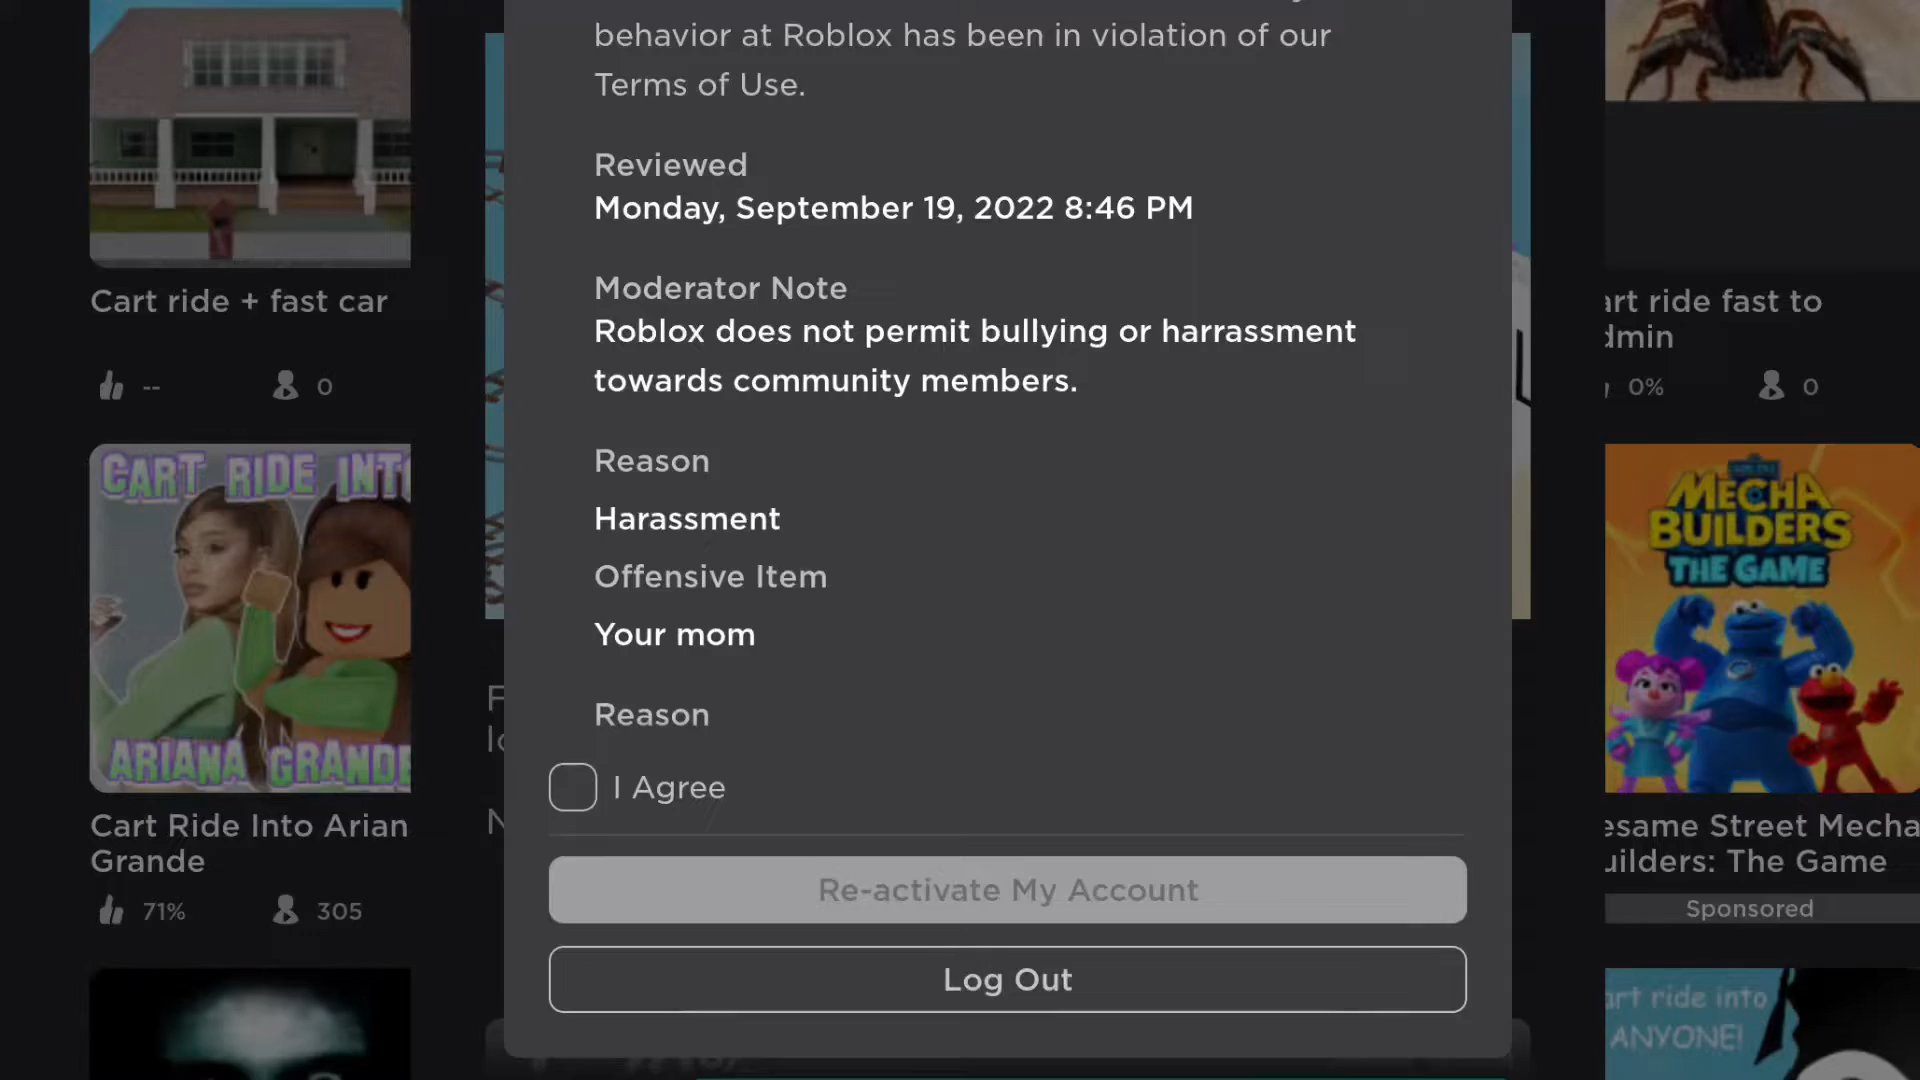 behavior at Roblox has been in violation of our
Terms of Use.
Reviewed
Monday, September 19, 2022 8:46 PM
Moderator Note
Roblox does not permit bullying or harrassment
towards community members.
Reason
Harassment
Offensive Item
Your mom
Reason
I Agree
Re-activate My Account
Log Out
Cart ride + fast car
--
0
CART RIDE INTO
ARIANA GRANDE
Cart Ride Into Arian
Grande
71%
305
art ride fast to
dmin
0%
0
MECHA
BUILDERS
THE GAME
esame Street Mecha
uilders: The Game
Sponsored
art ride into
ANYONE!